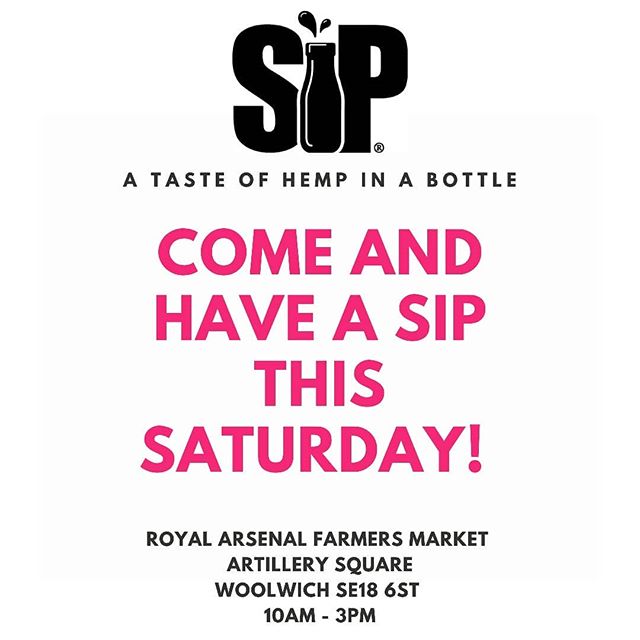 SiP®
A TASTE OF HEMP IN A BOTTLE
COME AND
HAVE A SIP
THIS
SATURDAY!
ROYAL ARSENAL FARMERS MARKET
ARTILLERY SQUARE
WOOLWICH SE18 6ST
10AM - 3PM